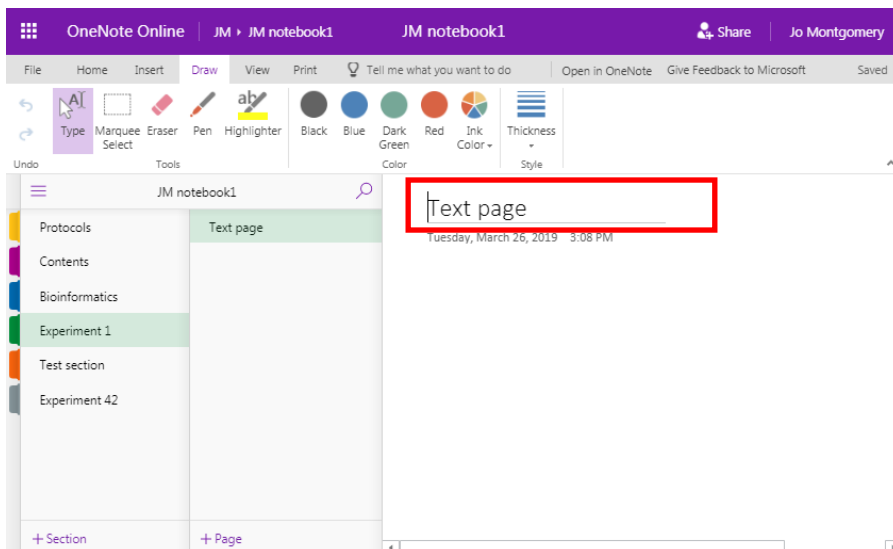 OneNote Online JM › JM notebook1 JM notebook1 Share Jo Montgomery
File Home Insert Draw View Print Tell me what you want to do Open in OneNote Give Feedback to Microsoft Saved
Type Marquee Select Eraser Pen Highlighter Black Blue Dark Green Red Ink Color Thickness
Undo Tools Color Style
JM notebook1
Text page
Tuesday, March 26, 2019 3:08 PM
Protocols
Contents
Bioinformatics
Experiment 1
Test section
Experiment 42
Text page
+ Section + Page